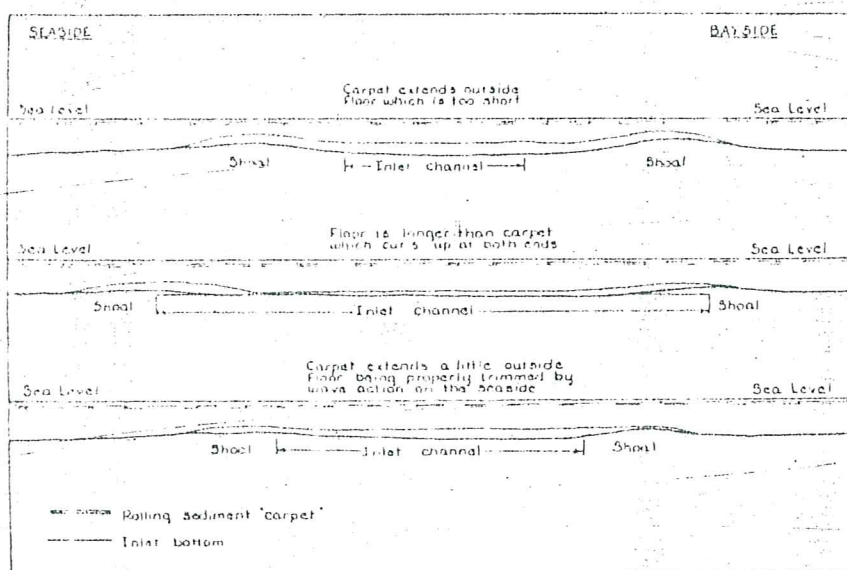 SEASIDE
BAYSIDE
Carpet extends outside
Floor which is too short
Sea Level
Sea Level
Shoal
Inlet channel
Shoal
Floor is longer than carpet
which curls up at both ends
Sea Level
Sea Level
Shoal
Inlet channel
Shoal
Carpet extends a little outside
Floor being properly trimmed by
wave action on the seaside
Sea Level
Sea Level
Shoal
Inlet channel
Shoal
Rolling sediment "carpet"
Inlet bottom